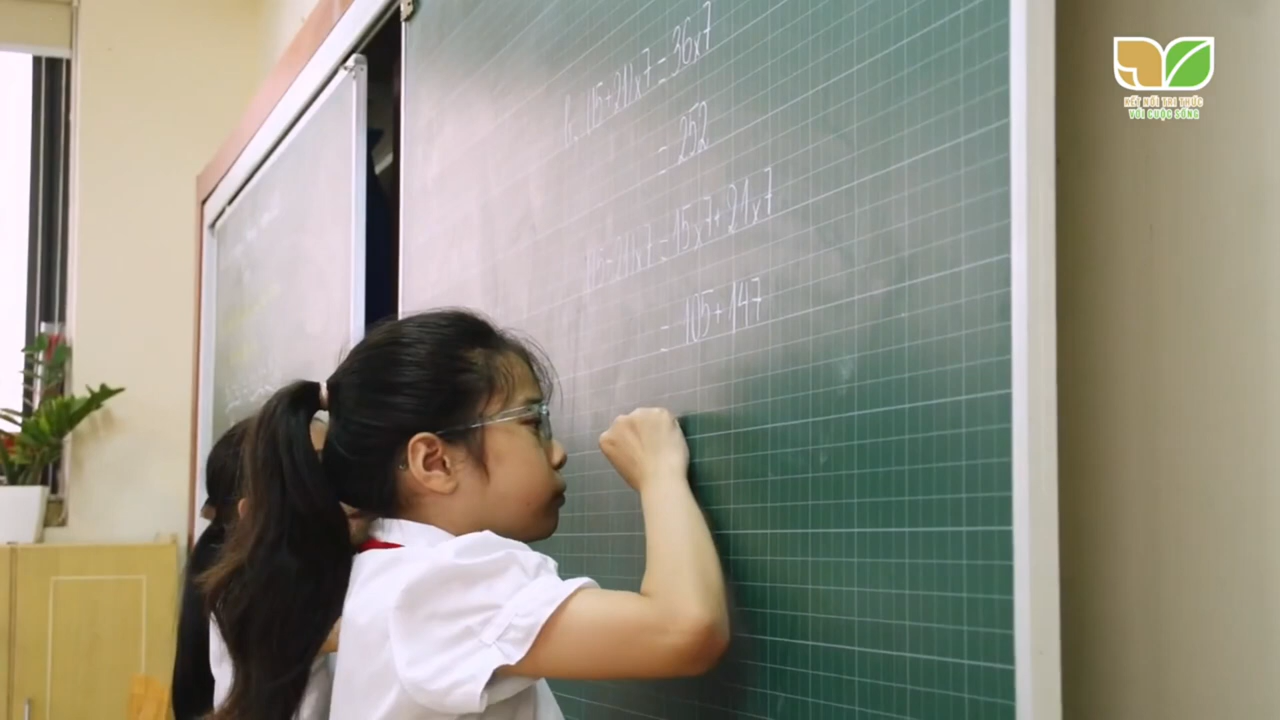 b, (15+21)x7 = 36x7
= 252
(15+21)x7 = 15x7+21x7
= 105+147
KẾT NỐI TRI THỨC
VỚI CUỘC SỐNG